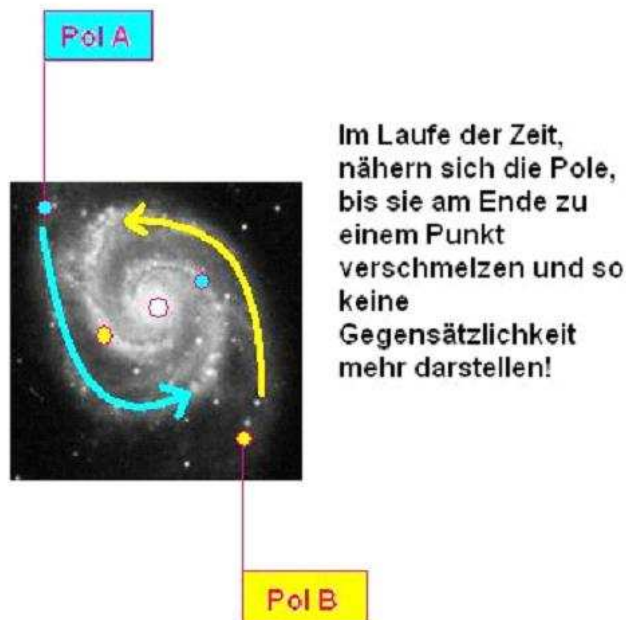 Pol A
Im Laufe der Zeit,
nähern sich die Pole,
bis sie am Ende zu
einem Punkt
verschmelzen und so
keine
Gegensätzlichkeit
mehr darstellen!
Pol B